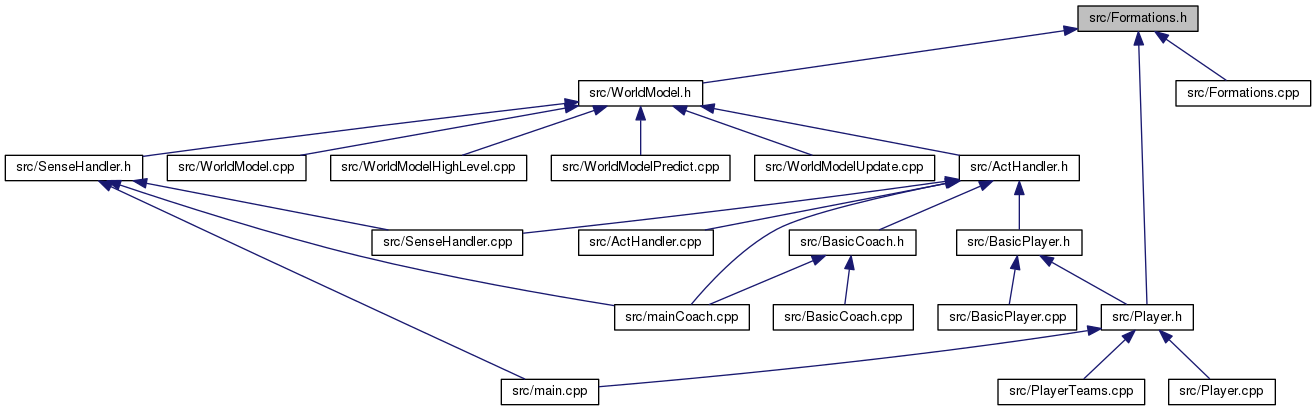 src/Formations.h
src/WorldModel.h
src/Formations.cpp
src/SenseHandler.h
src/WorldModel.cpp
src/WorldModelHighLevel.cpp
src/WorldModelPredict.cpp
src/WorldModelUpdate.cpp
src/ActHandler.h
src/SenseHandler.cpp
src/ActHandler.cpp
src/BasicCoach.h
src/BasicPlayer.h
src/mainCoach.cpp
src/BasicCoach.cpp
src/BasicPlayer.cpp
src/Player.h
src/main.cpp
src/PlayerTeams.cpp
src/Player.cpp